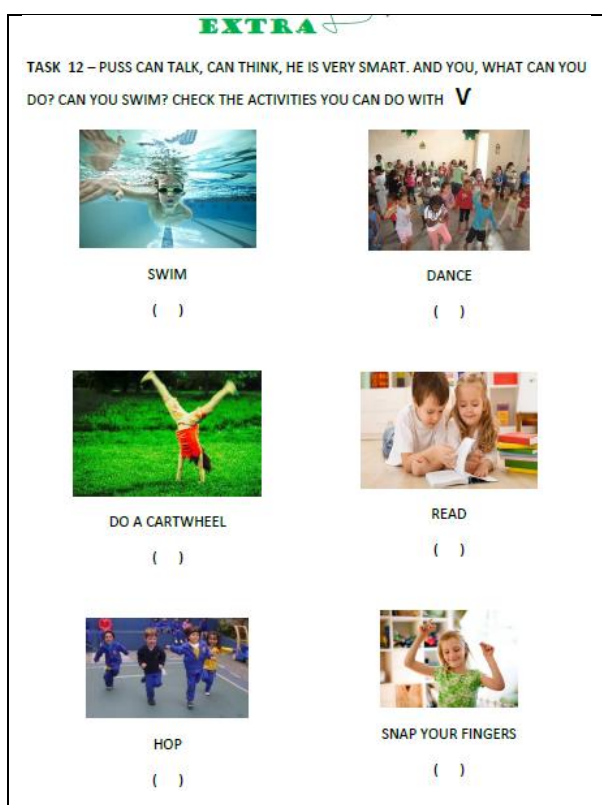 EXTRA
TASK 12 – PUSS CAN TALK, CAN THINK, HE IS VERY SMART. AND YOU, WHAT CAN YOU
DO? CAN YOU SWIM? CHECK THE ACTIVITIES YOU CAN DO WITH V
SWIM
( )
DANCE
( )
DO A CARTWHEEL
( )
READ
( )
HOP
( )
SNAP YOUR FINGERS
( )